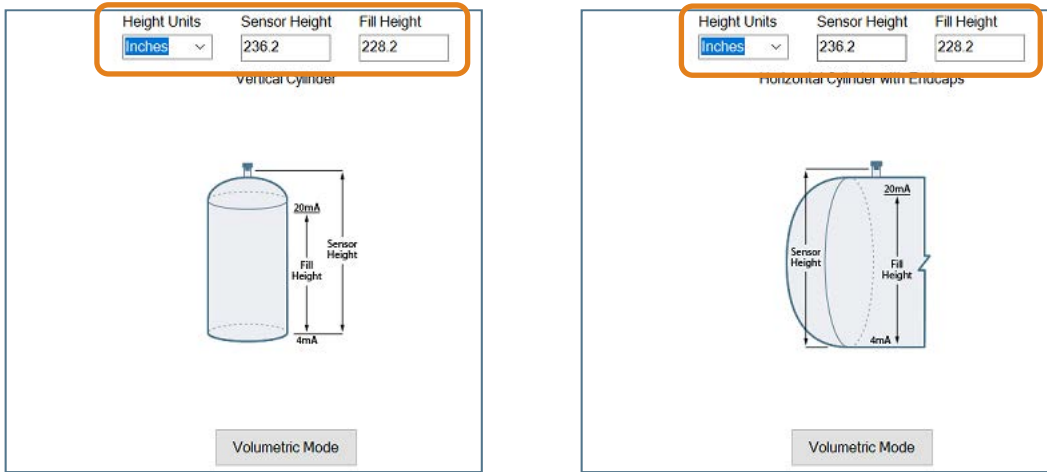 Height Units Sensor Height Fill Height
Inches 236.2 228.2
Vertical Cylinder
20mA
Sensor
Height
Fill
Height
4mA
Volumetric Mode
Height Units Sensor Height Fill Height
Inches 236.2 228.2
Horizontal Cylinder with Endcaps
20mA
Sensor
Height
Fill
Height
4mA
Volumetric Mode